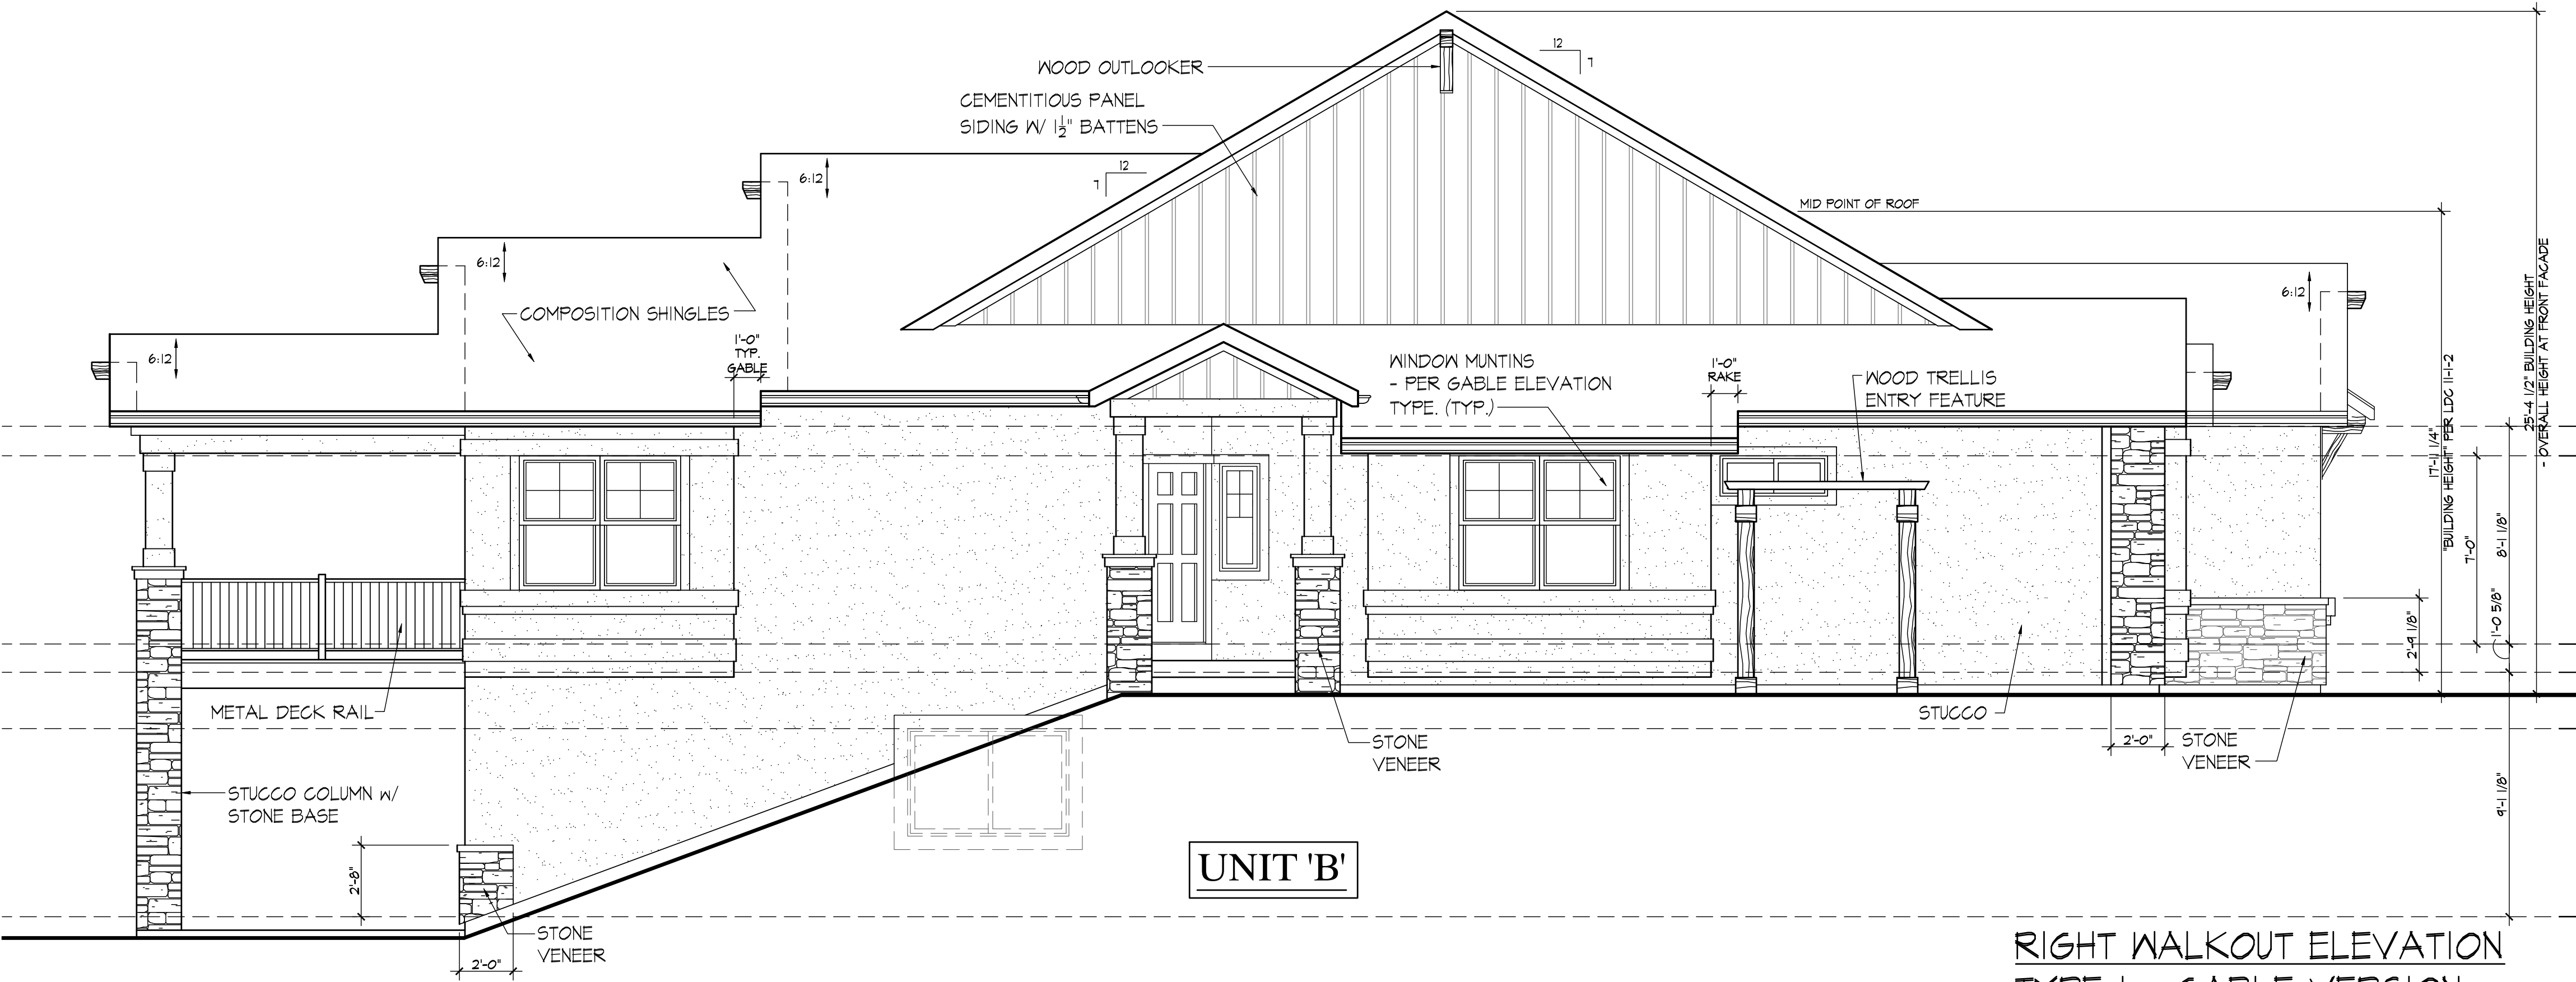 12
7
WOOD OUTLOOKER
CEMENTITIOUS PANEL
SIDING W/ 1 1/2" BATTENS
12
7
6:12
MID POINT OF ROOF
6:12
6:12
COMPOSITION SHINGLES
6:12
1'-0"
TYP.
GABLE
WINDOW MUNTINS
- PER GABLE ELEVATION
TYPE. (TYP.)
1'-0"
RAKE
WOOD TRELLIS
ENTRY FEATURE
25'-4 1/2" BUILDING HEIGHT
- OVERALL HEIGHT AT FRONT FACADE
17'-11 1/4"
"BUILDING HEIGHT" PER LDC 11-1-2
7'-0"
8'-1 1/8"
2'-9 1/8"
1'-0 5/8"
METAL DECK RAIL
STUCCO
STONE
VENEER
2'-0"
STONE
VENEER
9'-1 1/8"
STUCCO COLUMN W/
STONE BASE
2'-8"
UNIT 'B'
STONE
VENEER
2'-0"
RIGHT WALKOUT ELEVATION